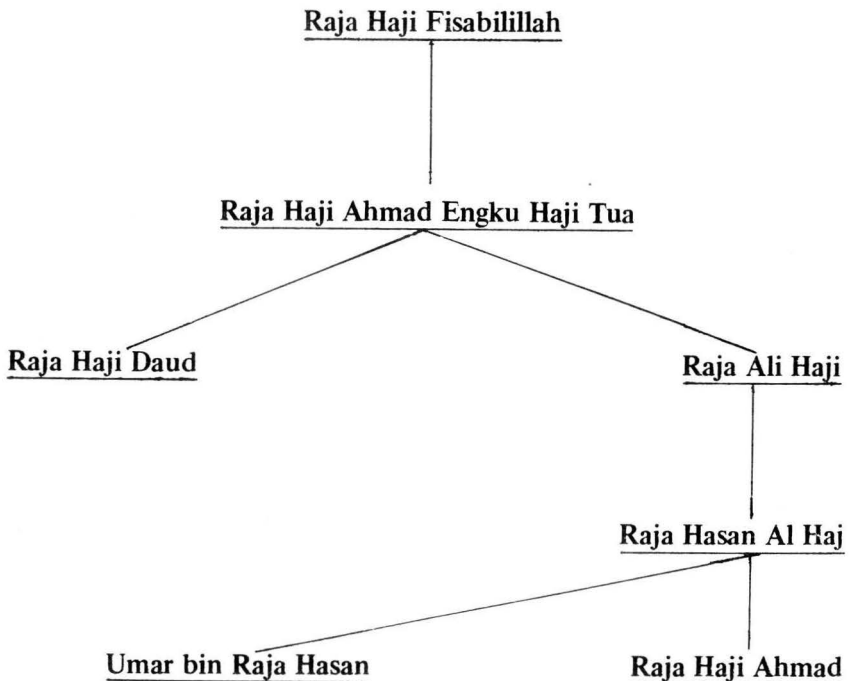 Raja Haji Fisabilillah
Raja Haji Ahmad Engku Haji Tua
Raja Haji Daud
Raja Ali Haji
Raja Hasan Al Haj
Umar bin Raja Hasan
Raja Haji Ahmad